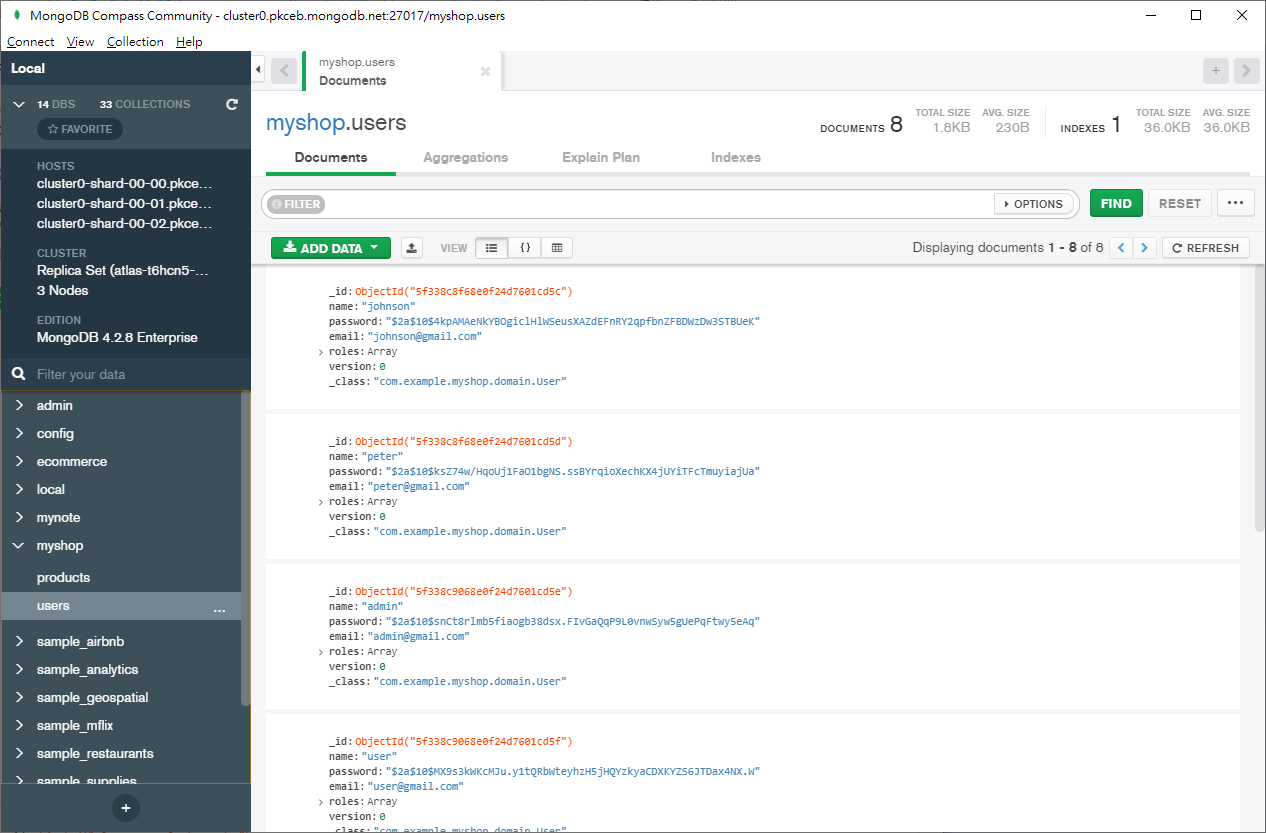 MongoDB Compass Community - cluster0.pkceb.mongodb.net:27017/myshop.users
Connect View Collection Help
Local
14 DBS 33 COLLECTIONS
FAVORITE
HOSTS
cluster0-shard-00-00.pkce...
cluster0-shard-00-01.pkce...
cluster0-shard-00-02.pkce...
CLUSTER
Replica Set (atlas-t6hcn5-...
3 Nodes
EDITION
MongoDB 4.2.8 Enterprise
Filter your data
admin
config
ecommerce
local
mynote
myshop
products
users ...
sample_airbnb
sample_analytics
sample_geospatial
sample_mflix
sample_restaurants
sample_supplies
+
myshop.users
Documents
myshop.users
DOCUMENTS 8 TOTAL SIZE 1.8KB AVG. SIZE 230B
INDEXES 1 TOTAL SIZE 36.0KB AVG. SIZE 36.0KB
Documents Aggregations Explain Plan Indexes
FILTER OPTIONS FIND RESET ...
ADD DATA VIEW {} Displaying documents 1 - 8 of 8 REFRESH
_id: ObjectId("5f338c8f68e0f24d7601cd5c")
name: "johnson"
password: "$2a$10$4kpAMAeNkYBOgiclHlWSeusXAZdEFnRY2qpfbnZFBDWzDw3STBUeK"
email: "johnson@gmail.com"
roles: Array
version: 0
_class: "com.example.myshop.domain.User"
_id: ObjectId("5f338c8f68e0f24d7601cd5d")
name: "peter"
password: "$2a$10$ksZ74w/HqoUj1FaO1bgNS.ssBYrqioXechKX4jUYiTFcTmuyiajUa"
email: "peter@gmail.com"
roles: Array
version: 0
_class: "com.example.myshop.domain.User"
_id: ObjectId("5f338c9068e0f24d7601cd5e")
name: "admin"
password: "$2a$10$snCt8rlmb5fiaogb38dsx.FIvGaQqP9L0vnwSyw5gUePqFtwy5eAq"
email: "admin@gmail.com"
roles: Array
version: 0
_class: "com.example.myshop.domain.User"
_id: ObjectId("5f338c9068e0f24d7601cd5f")
name: "user"
password: "$2a$10$MX9s3kWKcMJu.y1tQRbWteyhzH5jHQYzkyaCDXKYZS6JTDax4NX.W"
email: "user@gmail.com"
roles: Array
version: 0
_class: "com.example.myshop.domain.User"